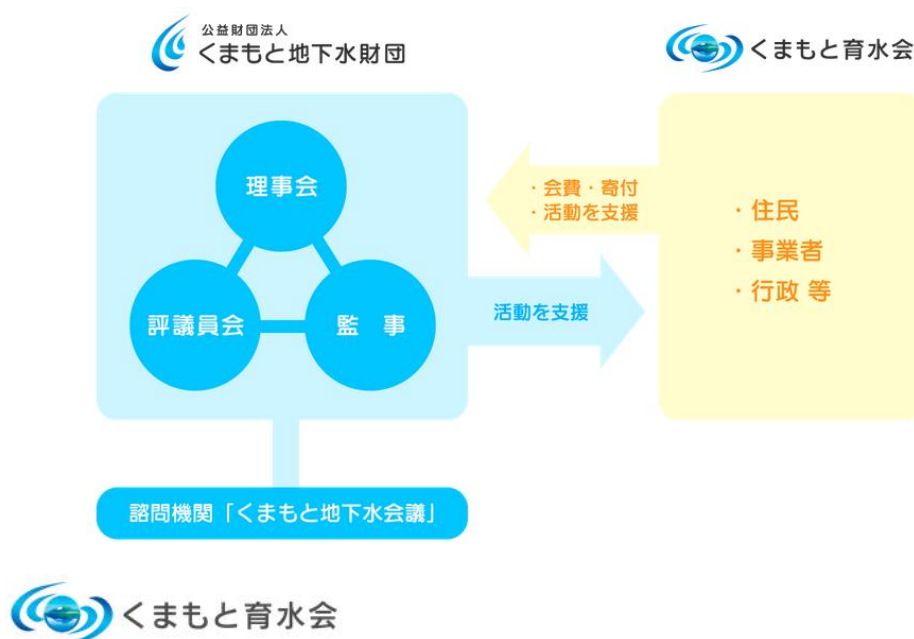 公益財団法人
くまもと地下水財団
くまもと育水会
理事会
評議員会
監 事
・会費・寄付
・活動を支援
活動を支援
・住民
・事業者
・行政 等
諮問機関「くまもと地下水会議」
くまもと育水会